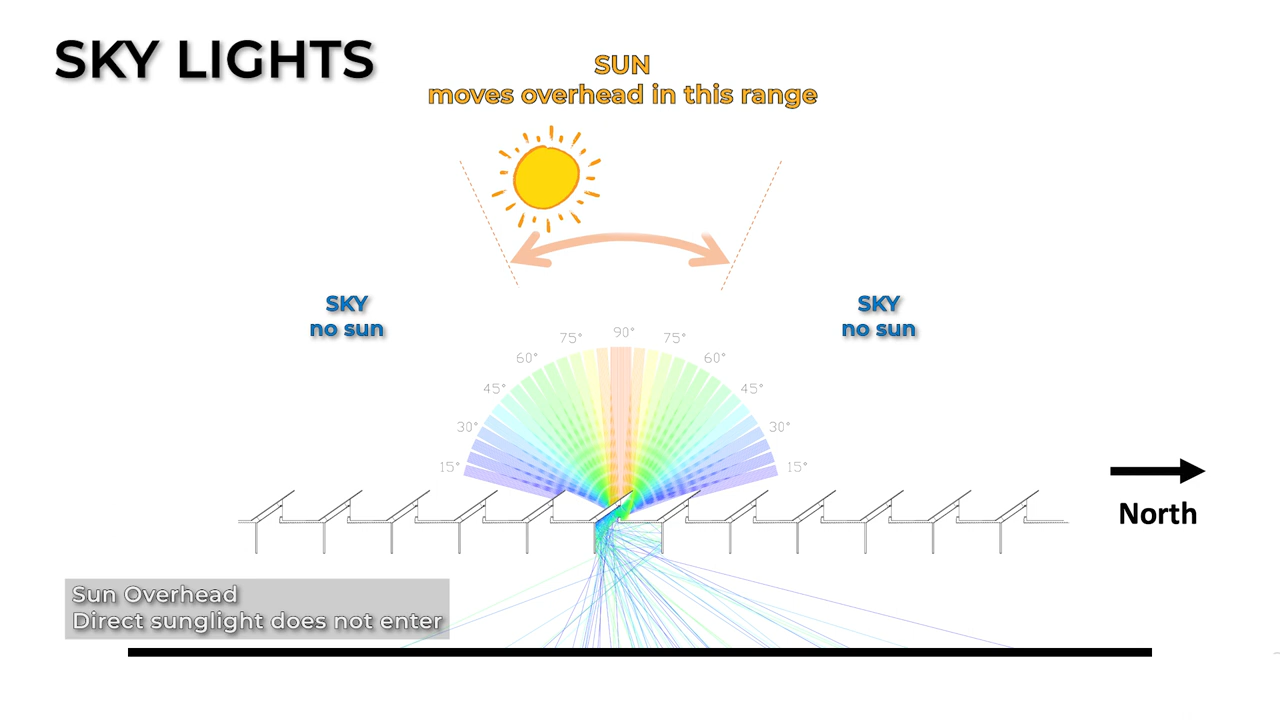 SKY LIGHTS
SUN
moves overhead in this range
SKY
no sun
SKY
no sun
90°
75°
75°
60°
60°
45°
45°
30°
30°
15°
15°
North
Sun Overhead
Direct sunglight does not enter